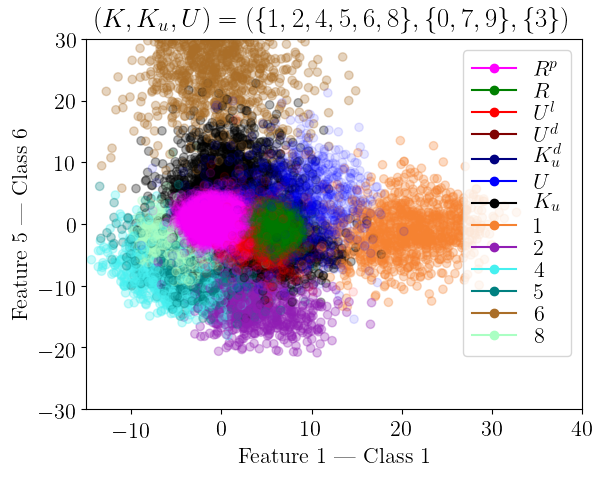 (K, K_u, U) = ({1, 2, 4, 5, 6, 8}, {0, 7, 9}, {3})
Feature 5 — Class 6
30
20
10
0
−10
−20
−30
−10
0
10
20
30
40
Feature 1 — Class 1
R^p
R
U^l
U^d
K_u^d
U
K_u
1
2
4
5
6
8